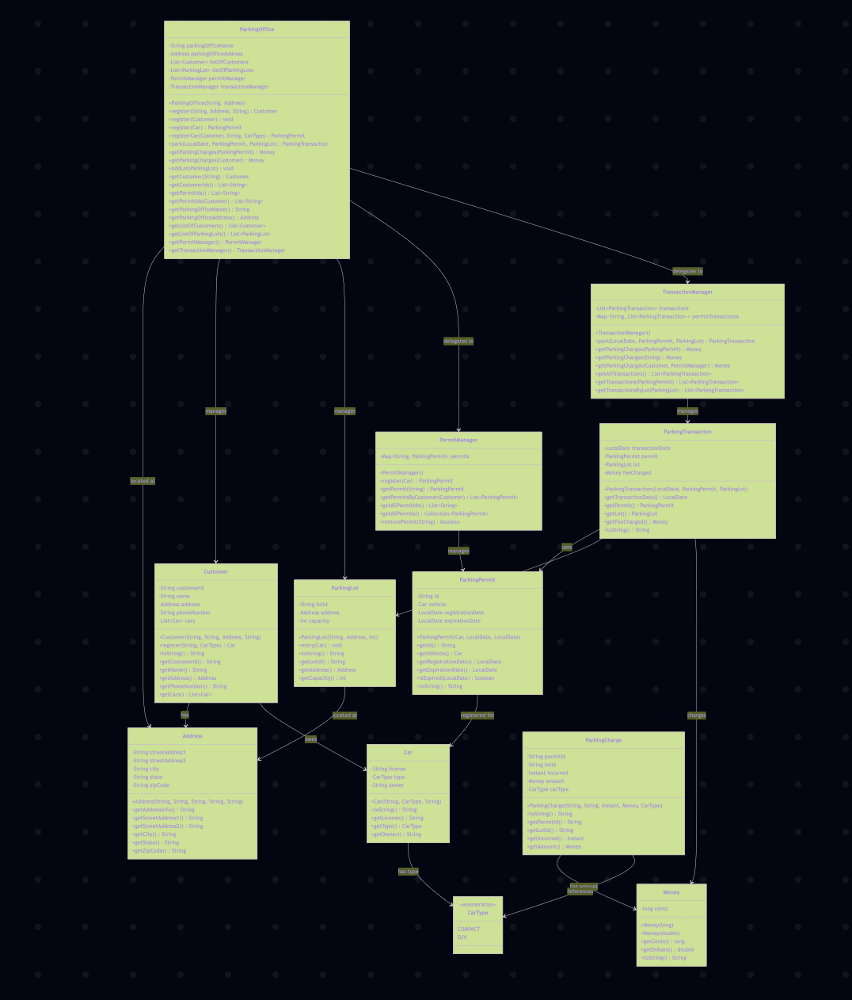 ParkingOffice
-String parkingOfficeName
-Address parkingOfficeAddress
-List<Customer> listOfCustomers
-List<ParkingLot> listOfParkingLots
-PermitManager permitManager
-TransactionManager transactionManager
+ParkingOffice(String, Address)
+register(String, Address, String) : Customer
+register(Customer) : void
+register(Car) : ParkingPermit
+registerCar(Customer, String, CarType) : ParkingPermit
+park(LocalDate, ParkingPermit, ParkingLot) : ParkingTransaction
+getParkingCharges(ParkingPermit) : Money
+getParkingCharges(Customer) : Money
+addLot(ParkingLot) : void
+getCustomer(String) : Customer
+getCustomerIds() : List<String>
+getPermitIds() : List<String>
+getPermitIds(Customer) : List<String>
+getParkingOfficeName() : String
+getParkingOfficeAddress() : Address
+getListOfCustomers() : List<Customer>
+getListOfParkingLots() : List<ParkingLot>
+getPermitManager() : PermitManager
+getTransactionManager() : TransactionManager
delegates to
TransactionManager
-List<ParkingTransaction> transactions
-Map~String, List<ParkingTransaction~> permitTransactions
+TransactionManager()
+park(LocalDate, ParkingPermit, ParkingLot) : ParkingTransaction
+getParkingCharges(ParkingPermit) : Money
+getParkingCharges(String) : Money
+getParkingCharges(Customer, PermitManager) : Money
+getAllTransactions() : List<ParkingTransaction>
+getTransactions(ParkingPermit) : List<ParkingTransaction>
+getTransactionsByLot(ParkingLot) : List<ParkingTransaction>
delegates to
manages
manages
manages
ParkingTransaction
-LocalDate transactionDate
-ParkingPermit permit
-ParkingLot lot
-Money feeCharged
+ParkingTransaction(LocalDate, ParkingPermit, ParkingLot)
+getTransactionDate() : LocalDate
+getPermit() : ParkingPermit
+getLot() : ParkingLot
+getFeeCharged() : Money
+toString() : String
PermitManager
-Map<String, ParkingPermit> permits
+PermitManager()
+register(Car) : ParkingPermit
+getPermit(String) : ParkingPermit
+getPermitsByCustomer(Customer) : List<ParkingPermit>
+getAllPermitIds() : List<String>
+getAllPermits() : Collection<ParkingPermit>
+removePermit(String) : boolean
located at
manages
uses
Customer
-String customerId
-String name
-Address address
-String phoneNumber
-List<Car> cars
+Customer(String, String, Address, String)
+register(String, CarType) : Car
+toString() : String
+getCustomerId() : String
+getName() : String
+getAddress() : Address
+getPhoneNumber() : String
+getCars() : List<Car>
ParkingLot
-String lotId
-Address address
-int capacity
+ParkingLot(String, Address, int)
+entry(Car) : void
+toString() : String
+getLotId() : String
+getAddress() : Address
+getCapacity() : int
ParkingPermit
-String id
-Car vehicle
-LocalDate registrationDate
-LocalDate expirationDate
+ParkingPermit(Car, LocalDate, LocalDate)
+getId() : String
+getVehicle() : Car
+getRegistrationDate() : LocalDate
+getExpirationDate() : LocalDate
+isExpired(LocalDate) : boolean
+toString() : String
has
located at
registered for
charges
owns
Address
-String streetAddress1
-String streetAddress2
-String city
-String state
-String zipCode
+Address(String, String, String, String, String)
+getAddressInfo() : String
+getStreetAddress1() : String
+getStreetAddress2() : String
+getCity() : String
+getState() : String
+getZipCode() : String
Car
-String license
-CarType type
-String owner
+Car(String, CarType, String)
+toString() : String
+getLicense() : String
+getType() : CarType
+getOwner() : String
ParkingCharge
-String permitId
-String lotId
-Instant incurred
-Money amount
-CarType carType
+ParkingCharge(String, String, Instant, Money, CarType)
+toString() : String
+getPermitId() : String
+getLotId() : String
+getIncurred() : Instant
+getAmount() : Money
has type
has amount
references
«enumeration»
CarType
COMPACT
SUV
Money
-long cents
+Money(long)
+Money(double)
+getCents() : long
+getDollars() : double
+toString() : String